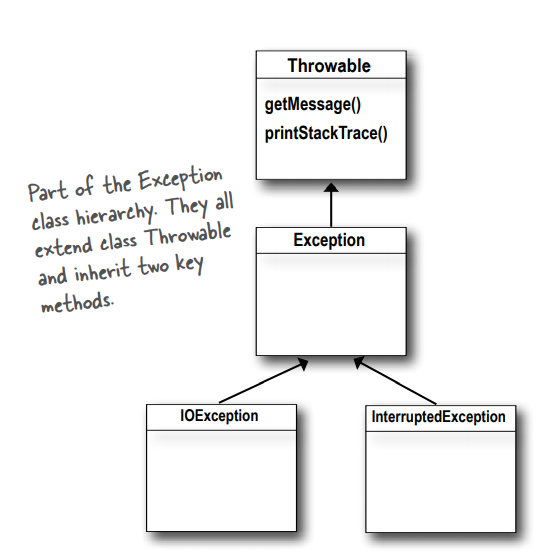 Throwable
getMessage()
printStackTrace()
Part of the Exception
class hierarchy. They all
extend class Throwable
and inherit two key
methods.
Exception
IOException
InterruptedException